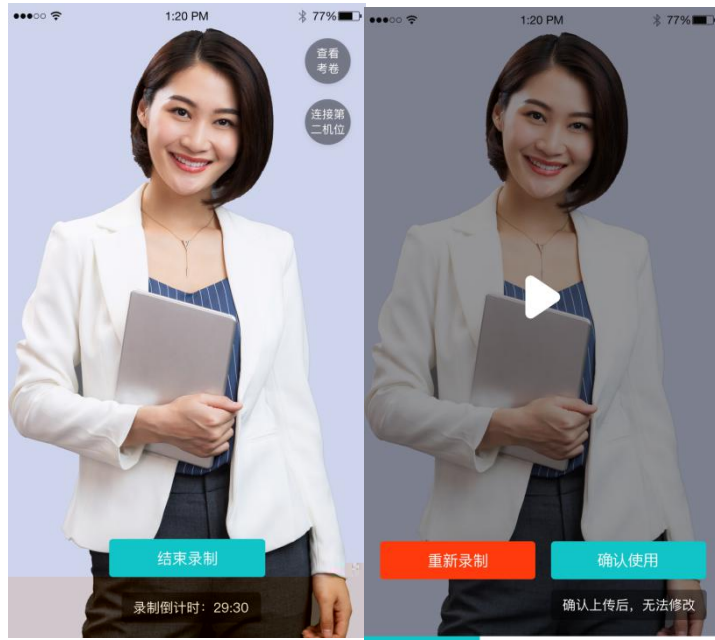 1:20 PM
77%
查看
考卷
连接第
二机位
结束录制
录制倒计时：29:30
1:20 PM
77%
重新录制
确认使用
确认上传后，无法修改